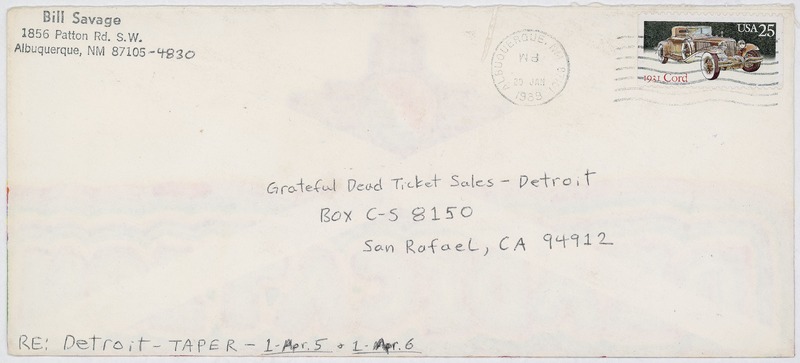 Bill Savage
1856 Patton Rd. S.W.
Albuquerque, NM 87105-4830
ALBUQUERQUE, NM
1989
USA 25
1931 Cord
Grateful Dead Ticket Sales - Detroit
Box C-S 8150
San Rafael, CA 94912
RE: Detroit - TAPER - 1-Apr. 5 + 1-Apr. 6